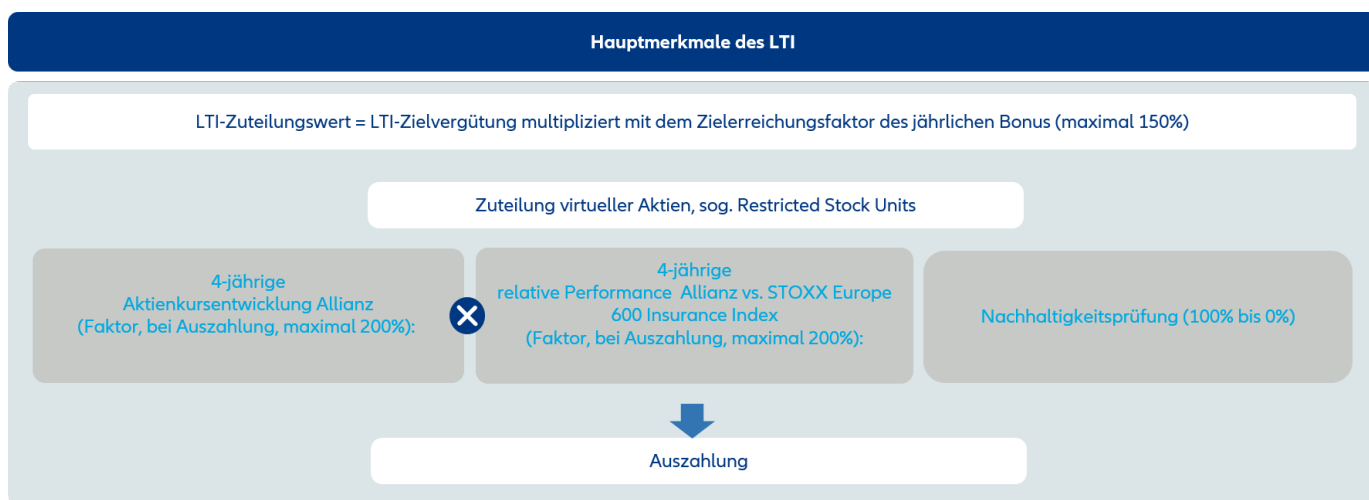 Hauptmerkmale des LTI
LTI-Zuteilungswert = LTI-Zielvergütung multipliziert mit dem Zielerreichungsfaktor des jährlichen Bonus (maximal 150%)
Zuteilung virtueller Aktien, sog. Restricted Stock Units
4-jährige
Aktienkursentwicklung Allianz
(Faktor, bei Auszahlung, maximal 200%):
4-jährige
relative Performance Allianz vs. STOXX Europe
600 Insurance Index
(Faktor, bei Auszahlung, maximal 200%):
Nachhaltigkeitsprüfung (100% bis 0%)
Auszahlung